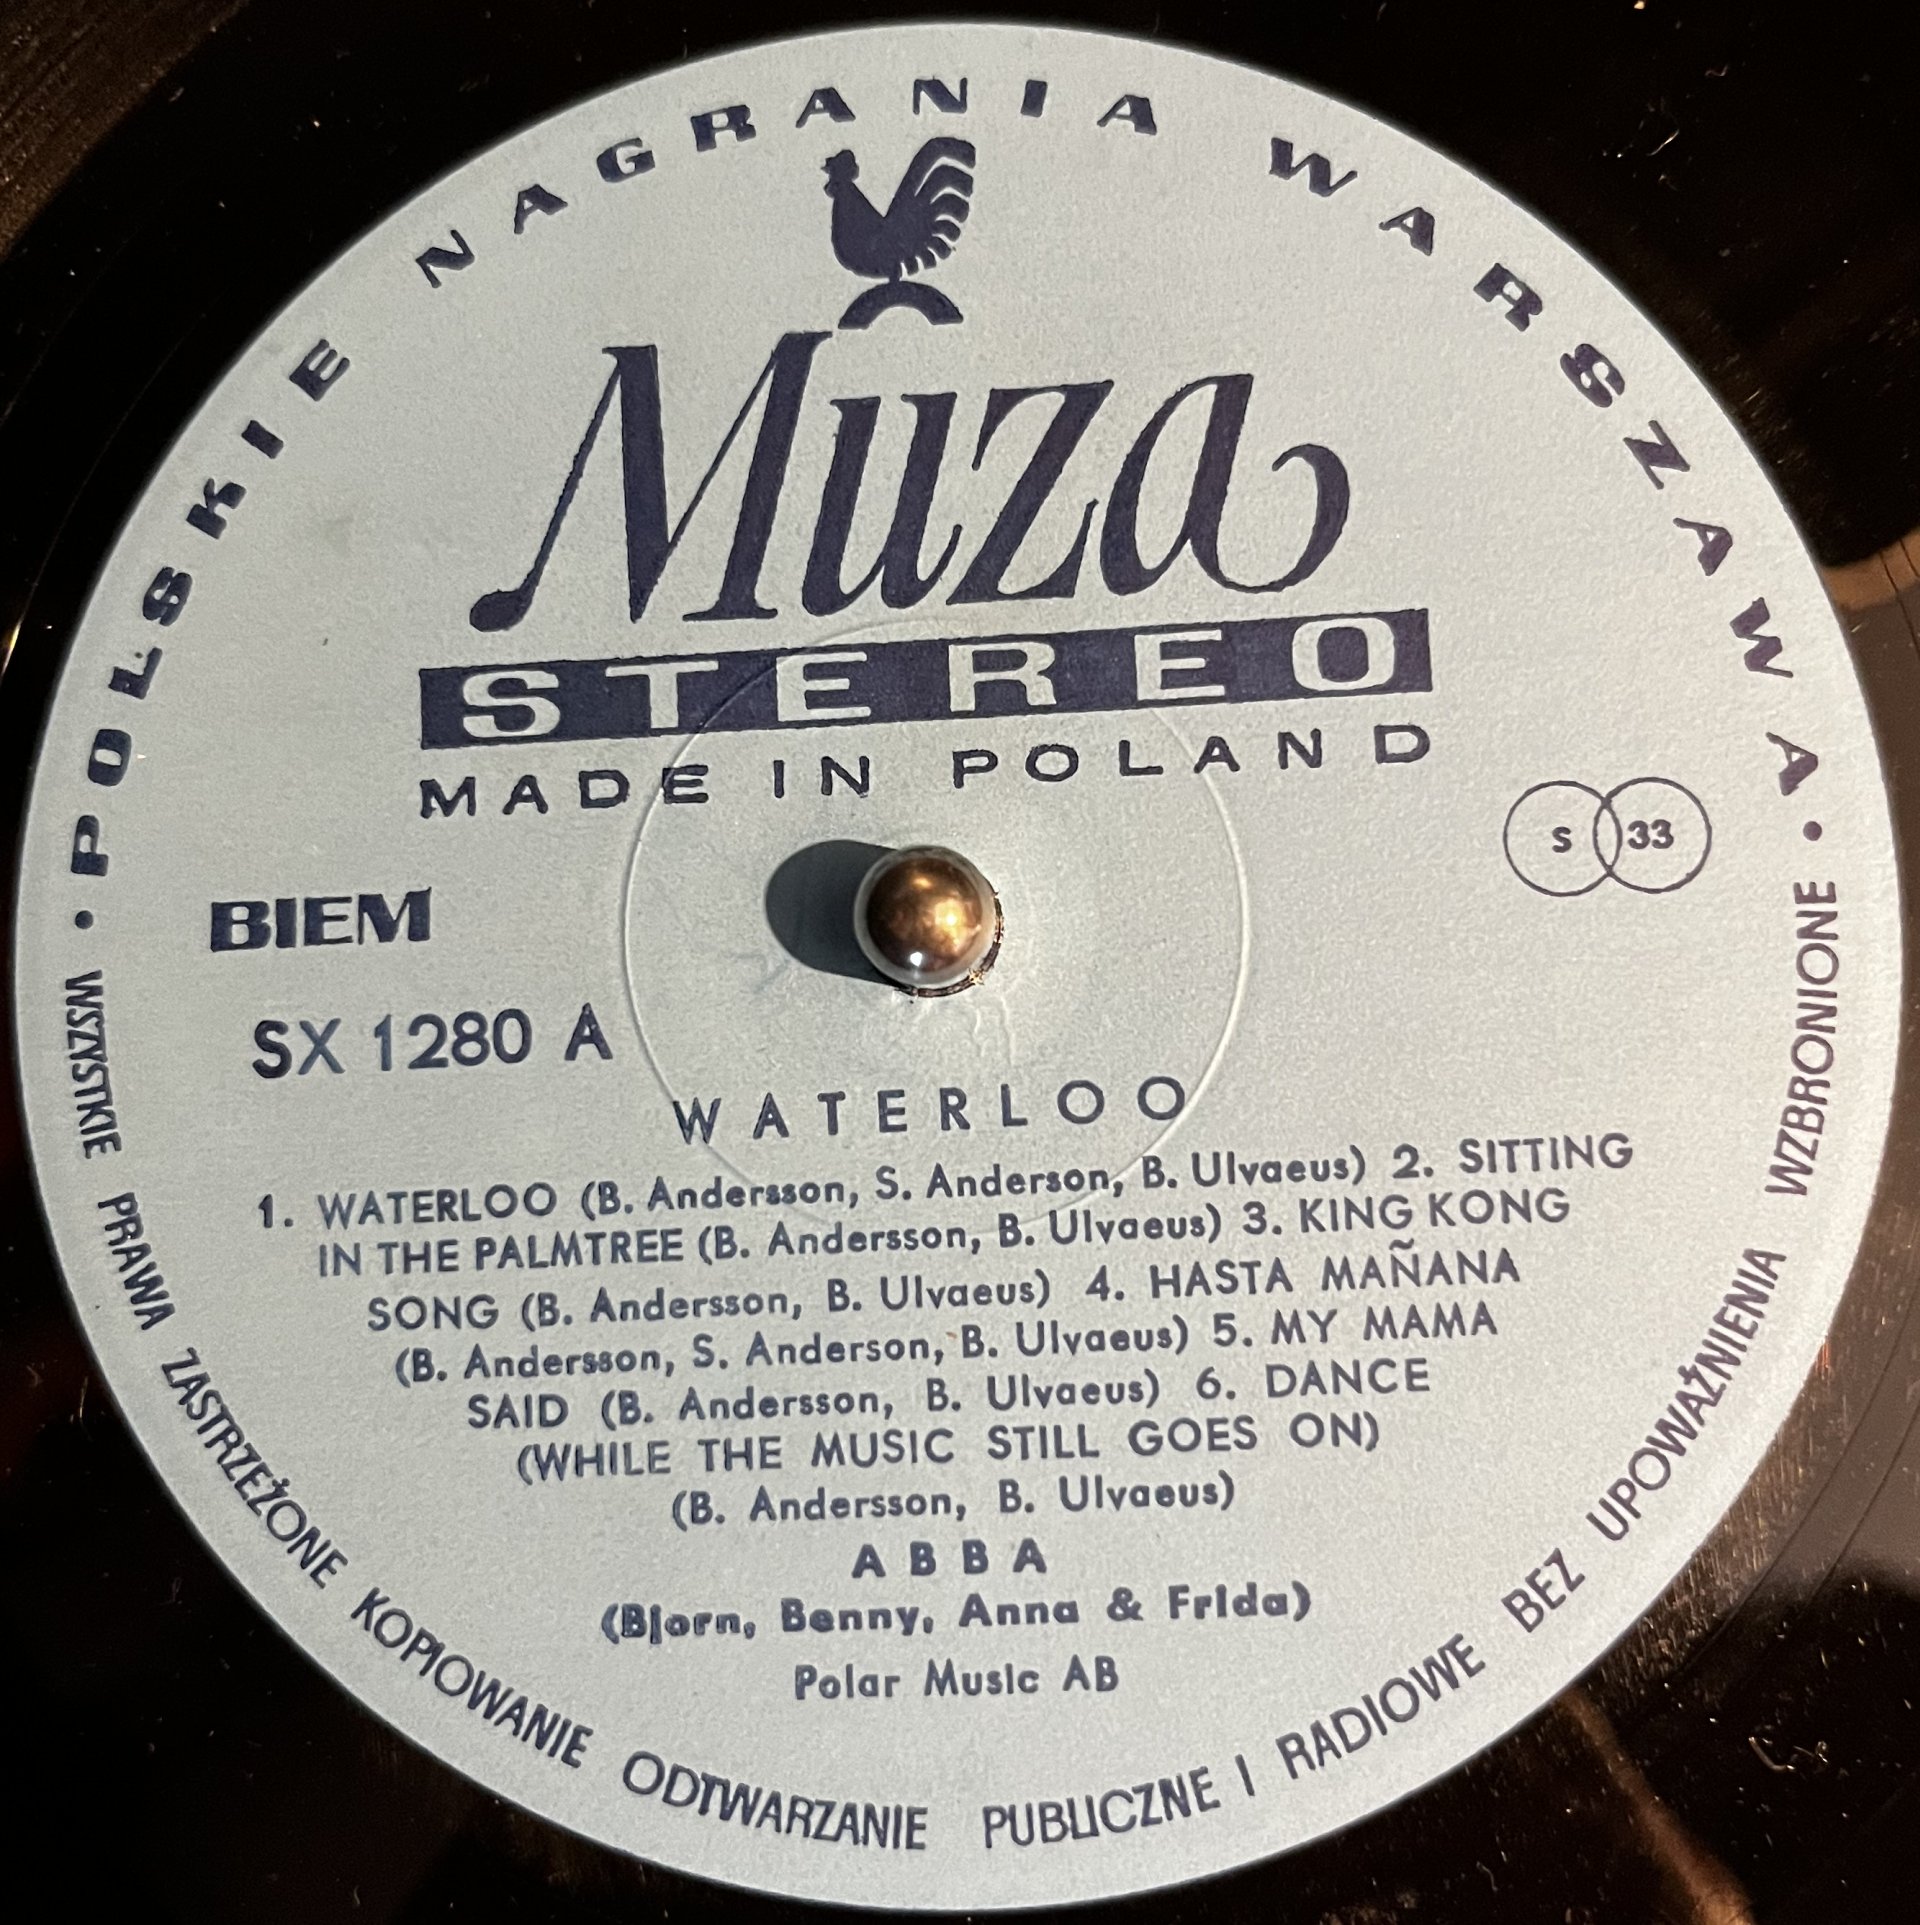 • POLSKIE NAGRANIA WARSZAWA •
Muza
STEREO
MADE IN POLAND
S 33
BIEM
SX 1280 A
WATERLOO
1. WATERLOO (B. Andersson, S. Anderson, B. Ulvaeus) 2. SITTING
IN THE PALMTREE (B. Andersson, B. Ulvaeus) 3. KING KONG
SONG (B. Andersson, B. Ulvaeus) 4. HASTA MAÑANA
(B. Andersson, S. Anderson, B. Ulvaeus) 5. MY MAMA
SAID (B. Andersson, B. Ulvaeus) 6. DANCE
(WHILE THE MUSIC STILL GOES ON)
(B. Andersson, B. Ulvaeus)
ABBA
(Bjorn, Benny, Anna & Frida)
Polar Music AB
WSZYSTKIE PRAWA ZASTRZEŻONE KOPIOWANIE ODTWARZANIE PUBLICZNE I RADIOWE BEZ UPOWAŻNIENIA WZBRONIONE